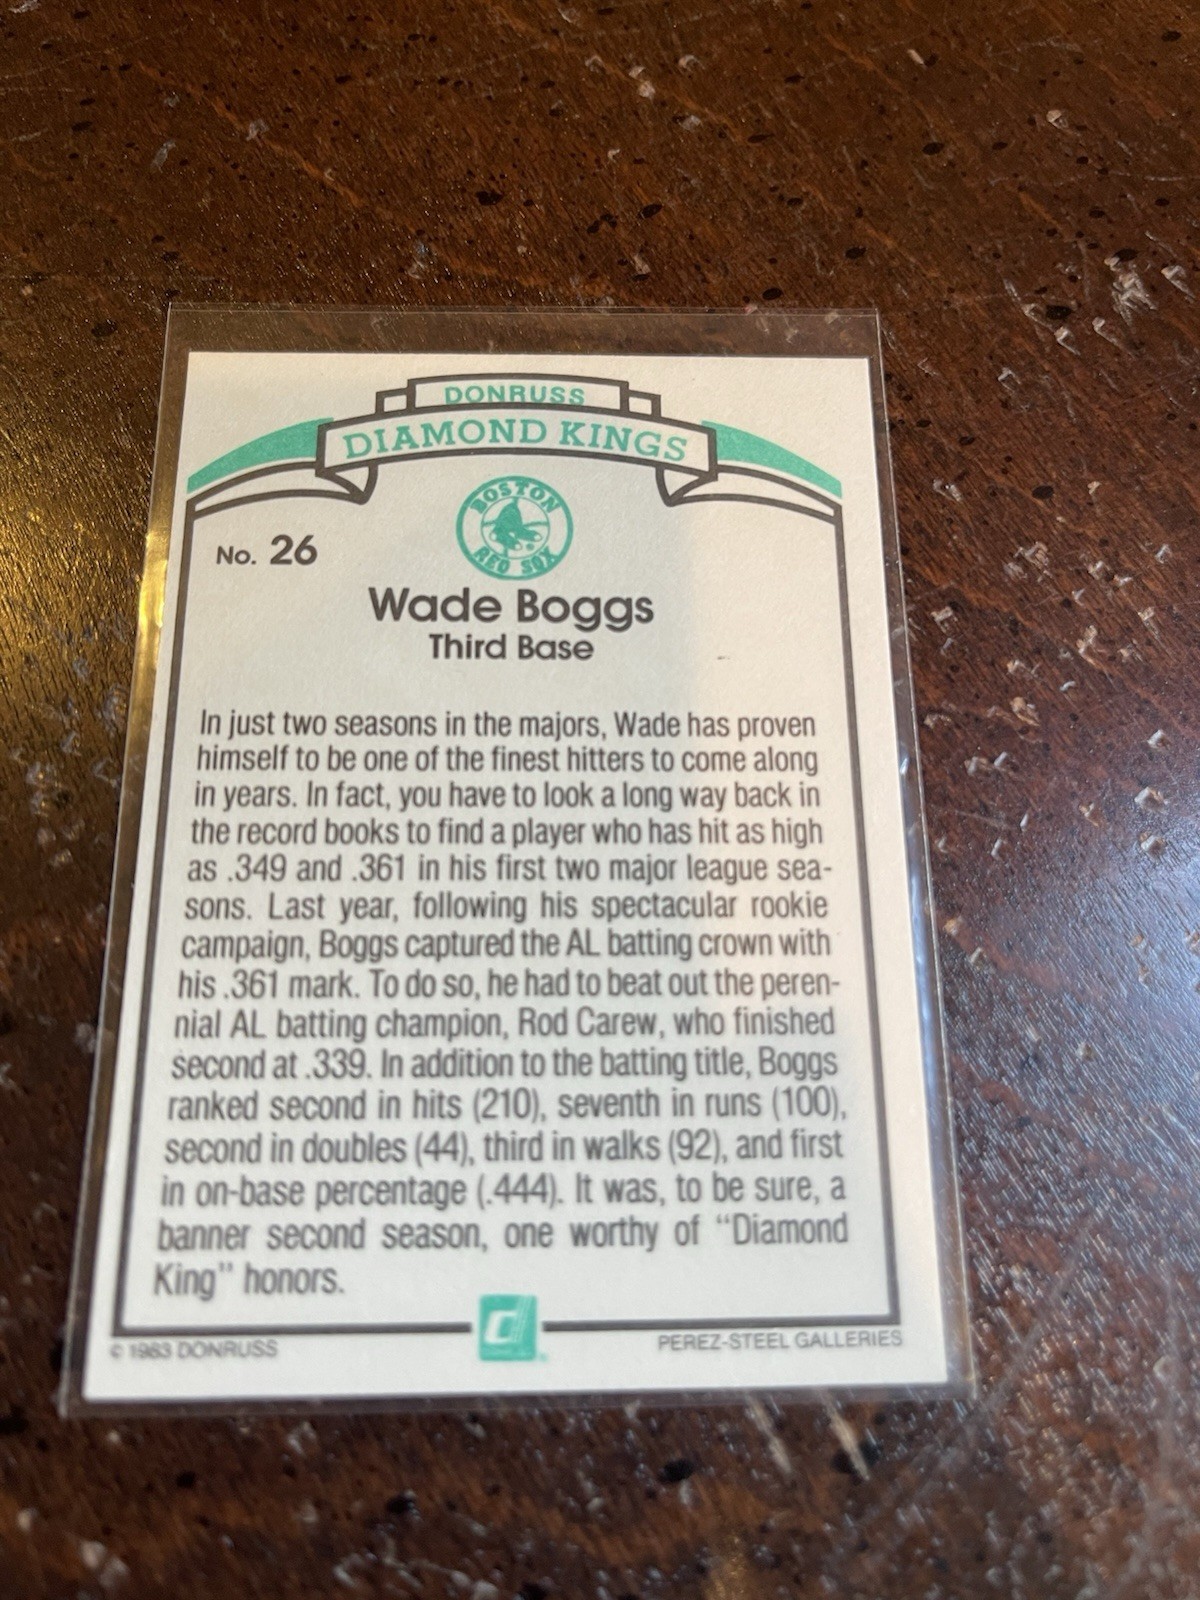 DONRUSS
DIAMOND KINGS
BOSTON
RED SOX
No. 26
Wade Boggs
Third Base
In just two seasons in the majors, Wade has proven
himself to be one of the finest hitters to come along
in years. In fact, you have to look a long way back in
the record books to find a player who has hit as high
as .349 and .361 in his first two major league sea-
sons. Last year, following his spectacular rookie
campaign, Boggs captured the AL batting crown with
his .361 mark. To do so, he had to beat out the peren-
nial AL batting champion, Rod Carew, who finished
second at .339. In addition to the batting title, Boggs
ranked second in hits (210), seventh in runs (100),
second in doubles (44), third in walks (92), and first
in on-base percentage (.444). It was, to be sure, a
banner second season, one worthy of “Diamond
King” honors.
© 1983 DONRUSS
d
PEREZ-STEEL GALLERIES